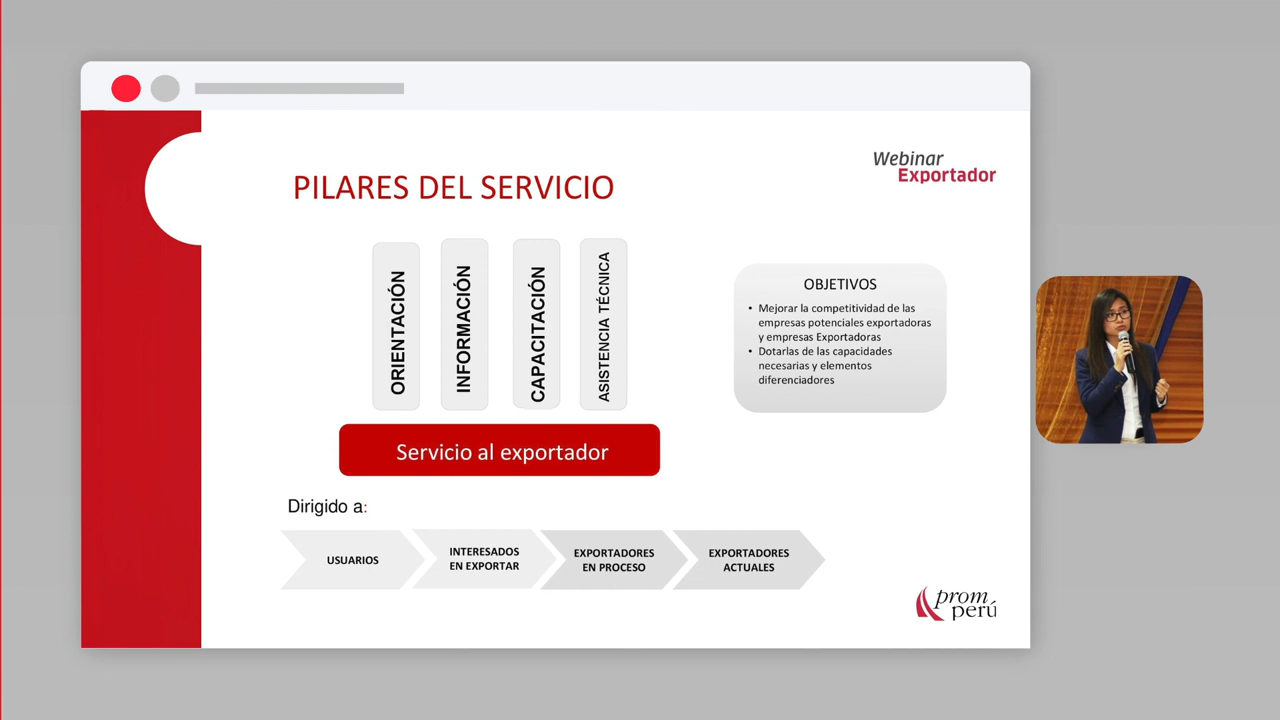 Webinar
Exportador
PILARES DEL SERVICIO
ORIENTACIÓN
INFORMACIÓN
CAPACITACIÓN
ASISTENCIA TÉCNICA
OBJETIVOS
• Mejorar la competitividad de las
empresas potenciales exportadoras
y empresas Exportadoras
• Dotarlas de las capacidades
necesarias y elementos
diferenciadores
Servicio al exportador
Dirigido a:
USUARIOS
INTERESADOS
EN EXPORTAR
EXPORTADORES
EN PROCESO
EXPORTADORES
ACTUALES
prom
perú